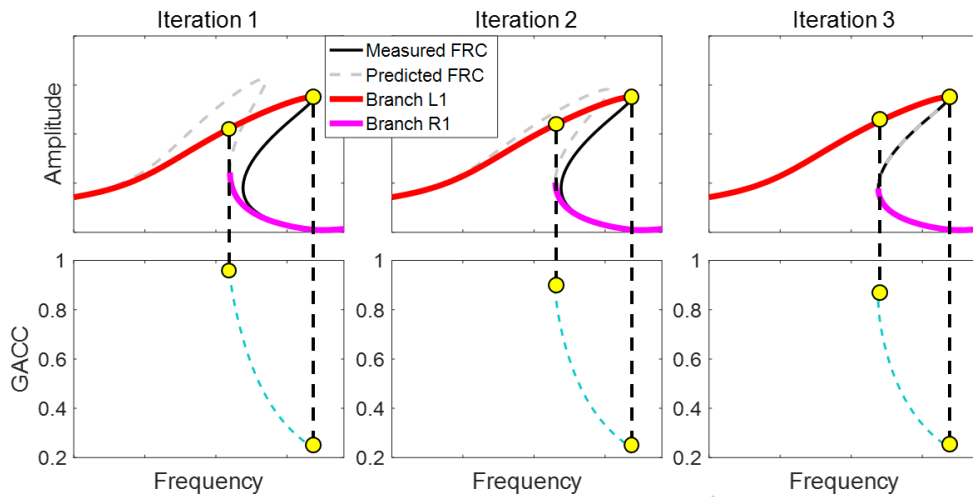 Iteration 1
Iteration 2
Iteration 3
Measured FRC
Predicted FRC
Branch L1
Branch R1
Amplitude
1
0.8
0.6
0.4
0.2
1
0.8
0.6
0.4
0.2
1
0.8
0.6
0.4
0.2
GACC
Frequency
Frequency
Frequency